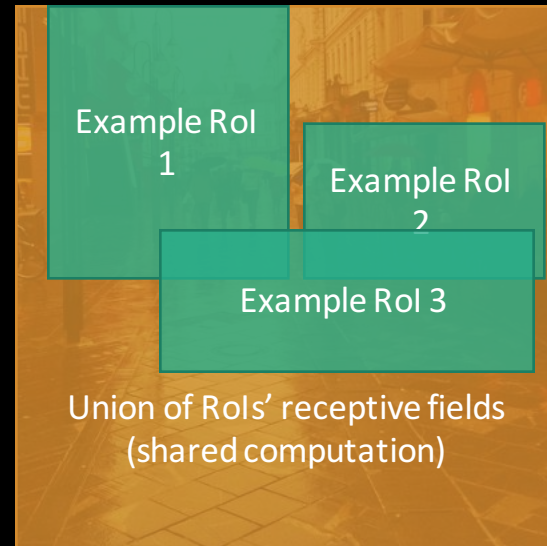 Example RoI
1
Example RoI
2
Example RoI 3
Union of RoIs’ receptive fields
(shared computation)